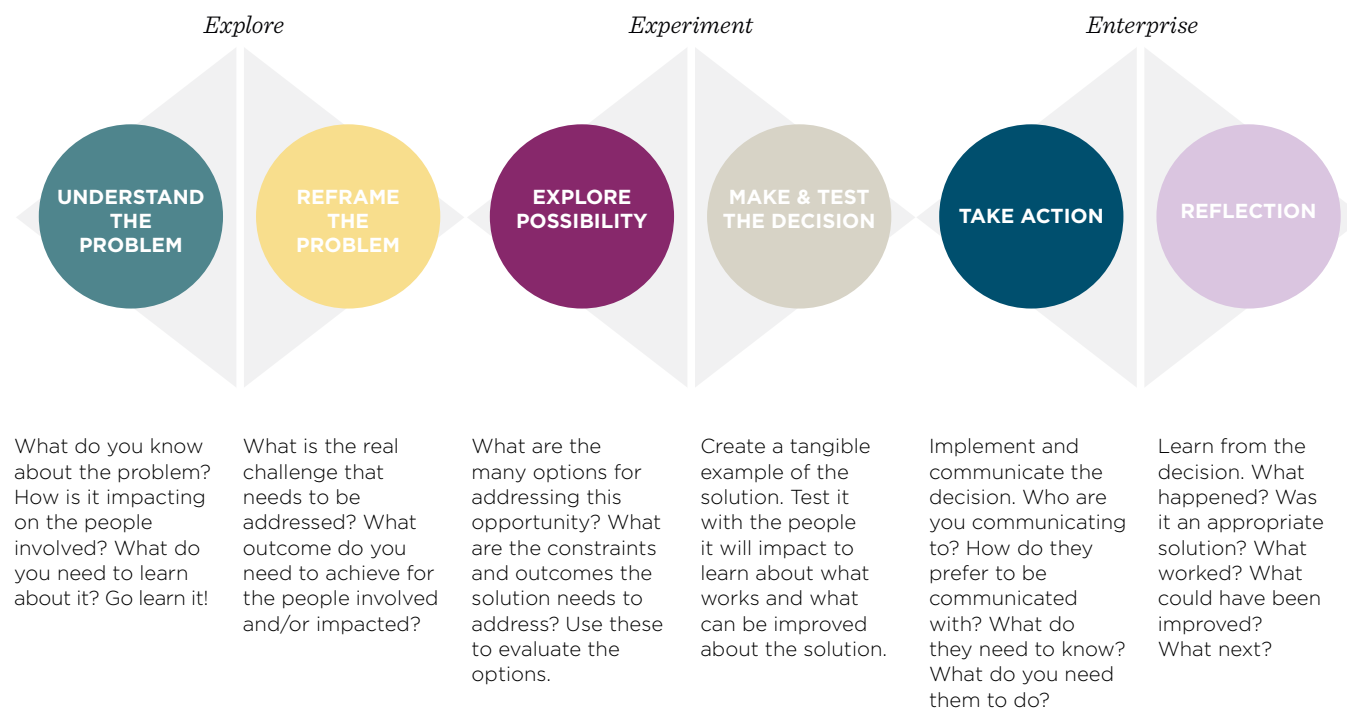 Explore
Experiment
Enterprise
UNDERSTAND
THE
PROBLEM
REFRAME
THE
PROBLEM
EXPLORE
POSSIBILITY
MAKE & TEST
THE DECISION
TAKE ACTION
REFLECTION
What do you know
about the problem?
How is it impacting
on the people
involved? What do
you need to learn
about it? Go learn it!
What is the real
challenge that
needs to be
addressed? What
outcome do you
need to achieve for
the people involved
and/or impacted?
What are the
many options for
addressing this
opportunity? What
are the constraints
and outcomes the
solution needs to
address? Use these
to evaluate the
options.
Create a tangible
example of the
solution. Test it
with the people
it will impact to
learn about what
works and what
can be improved
about the solution.
Implement and
communicate the
decision. Who are
you communicating
to? How do they
prefer to be
communicated
with? What do
they need to know?
What do you need
them to do?
Learn from the
decision. What
happened? Was
it an appropriate
solution? What
worked? What
could have been
improved?
What next?